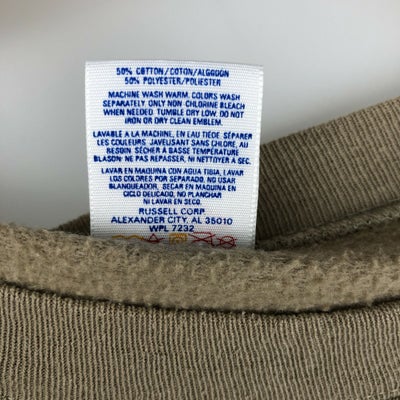 50% COTTON/COTON/ALGODON
50% POLYESTER/POLIESTER
MACHINE WASH WARM. COLORS WASH
SEPARATELY. ONLY NON-CHLORINE BLEACH
WHEN NEEDED. TUMBLE DRY LOW. DO NOT
IRON OR DRY CLEAN EMBLEM.
LAVABLE A LA MACHINE, EN EAU TIÈDE. SÉPARER
LES COULEURS. JAVELISANT SANS CHLORE, AU
BESOIN. SÉCHER À BASSE TEMPÉRATURE
BLASON: NE PAS REPASSER, NI NETTOYER A SEC.
LAVAR EN MAQUINA CON AGUA TIBIA, LAVAR
LOS COLORES POR SEPARADO. NO USAR
BLANQUEADOR, SECAR EN MAQUINA EN
CICLO DELICADO, NO PLANCHAR
NI LAVAR EN SECO.
RUSSELL CORP.
ALEXANDER CITY, AL 35010
WPL 7232